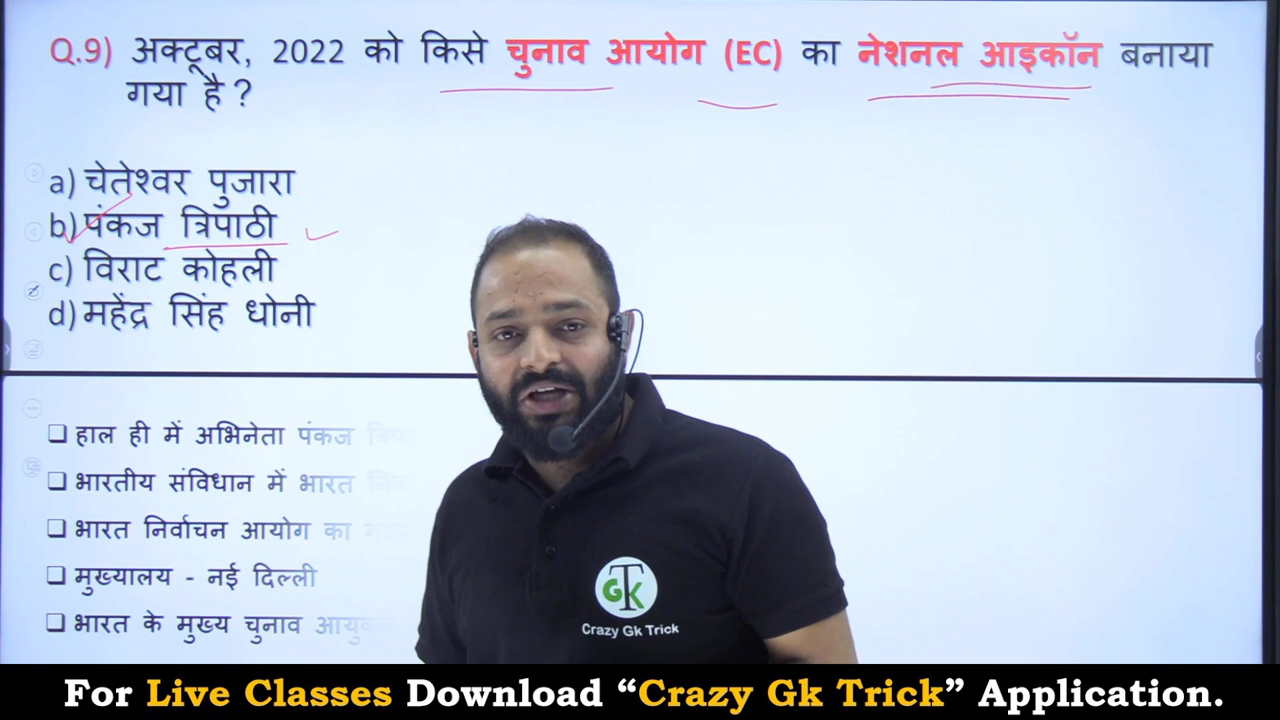 Q.9) अक्टूबर, 2022 को किसे चुनाव आयोग (EC) का नेशनल आइकॉन बनाया
गया है ?
a) चेतेश्वर पुजारा
b) पंकज त्रिपाठी
c) विराट कोहली
d) महेंद्र सिंह धोनी
हाल ही में अभिनेता पंकज
भारतीय संविधान में भारत
भारत निर्वाचन आयोग का
मुख्यालय - नई दिल्ली
भारत के मुख्य चुनाव
GTK
Crazy Gk Trick
For Live Classes Download “Crazy Gk Trick” Application.